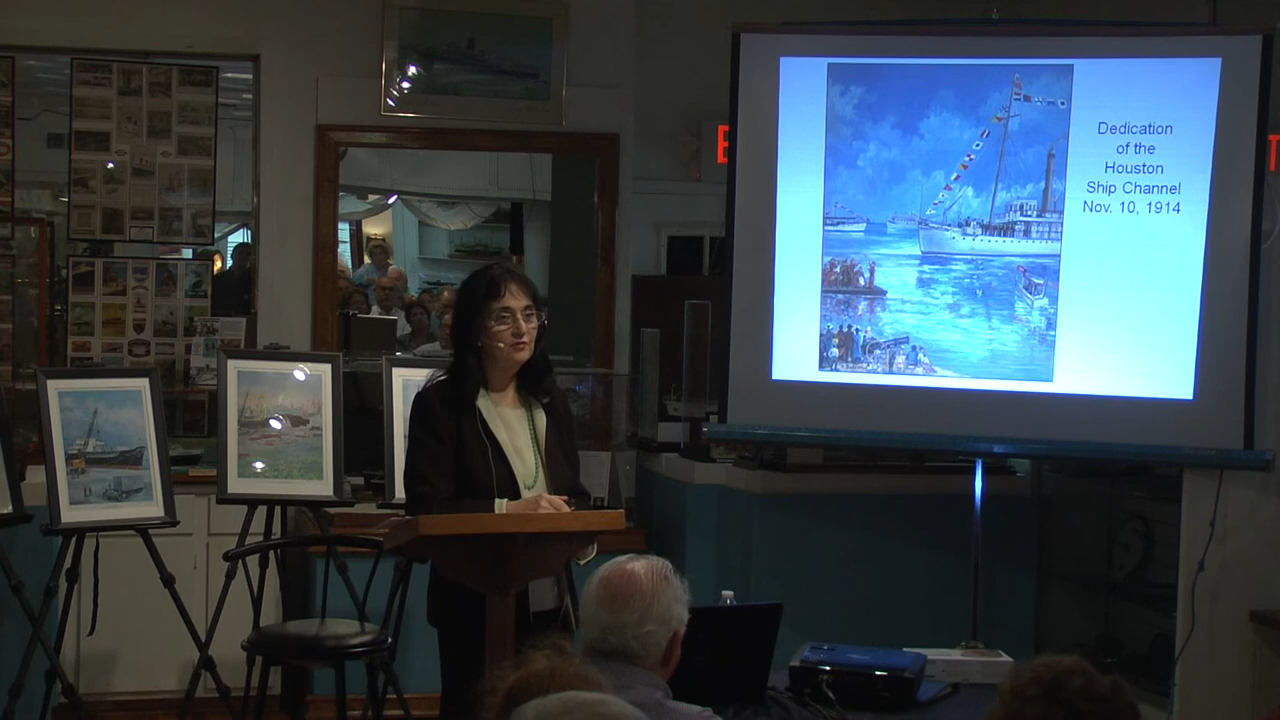 Dedication
of the
Houston
Ship Channel
Nov. 10, 1914
E